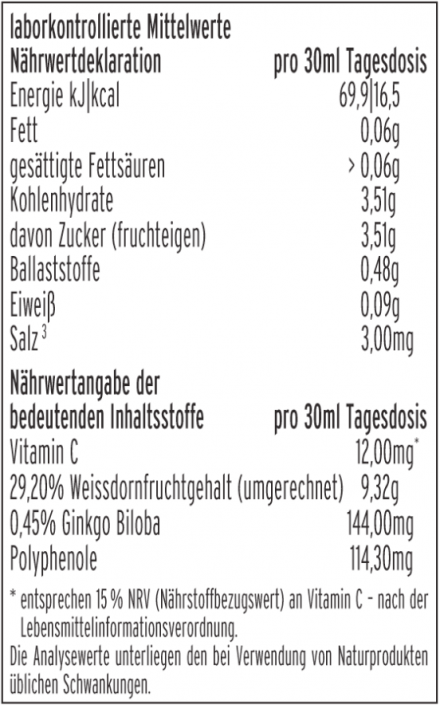 laborkontrollierte Mittelwerte
Nährwertdeklaration pro 30ml Tagesdosis
Energie kJ|kcal 69,9|16,5
Fett 0,06g
gesättigte Fettsäuren > 0,06g
Kohlenhydrate 3,51g
davon Zucker (fruchteigen) 3,51g
Ballaststoffe 0,48g
Eiweiß 0,09g
Salz³ 3,00mg
Nährwertangabe der
bedeutenden Inhaltsstoffe pro 30ml Tagesdosis
Vitamin C 12,00mg*
29,20% Weissdornfruchtgehalt (umgerechnet) 9,32g
0,45% Ginkgo Biloba 144,00mg
Polyphenole 114,30mg
* entsprechen 15 % NRV (Nährstoffbezugswert) an Vitamin C - nach der
Lebensmittelinformationsverordnung.
Die Analysewerte unterliegen den bei Verwendung von Naturprodukten
üblichen Schwankungen.